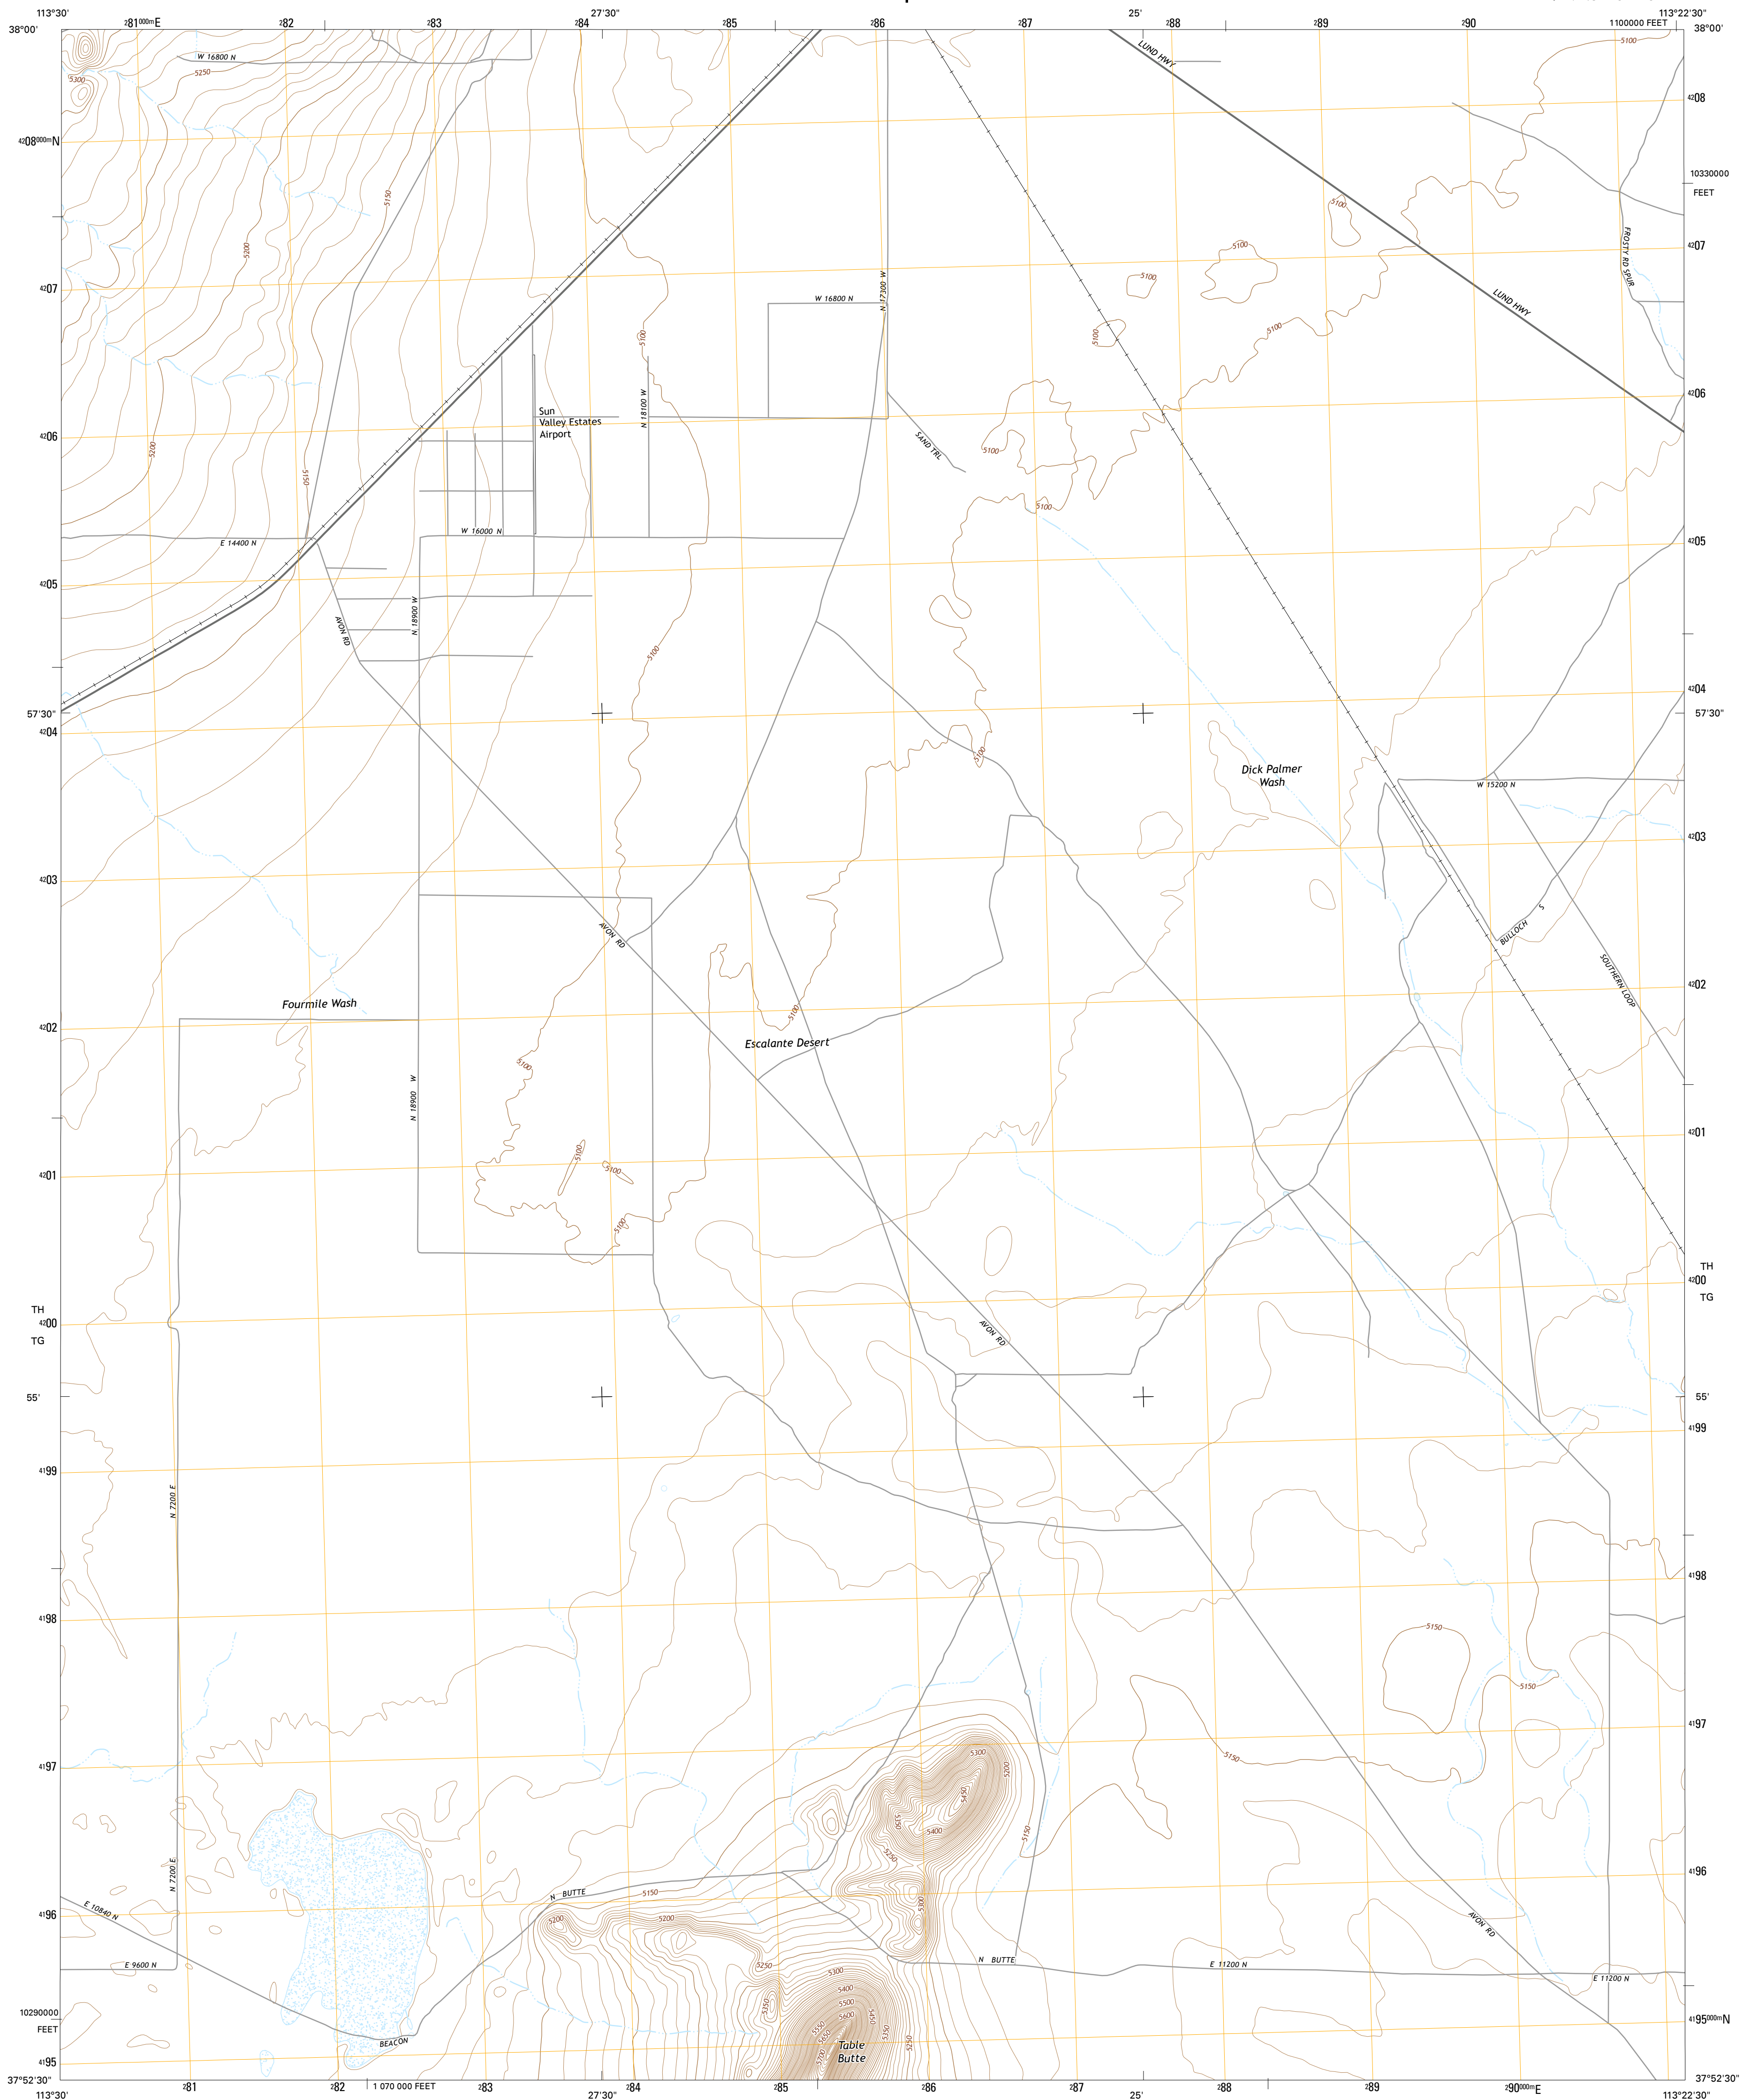 113°30'
281000mE
282
283
284
27'30"
285
286
287
25'
288
289
290
1100000 FEET
113°22'30"
38°00'
38°00'
W 16800 N
5250
5300
LUND HWY
5100
4208
4208000mN
10330000
FEET
5150
5100
5200
5100
5100
FROSTY RD SPUR
4207
4207
N 17300 W
W 16800 N
LUND HWY
5100
5100
5100
4206
4206
Sun
Valley Estates
Airport
N 18100 W
SAND TRL
5100
5200
5150
5100
W 16000 N
E 14400 N
4205
4205
AVON RD
N 18900 W
5100
4204
57'30"
57'30"
4204
5100
Dick Palmer
Wash
W 15200 N
4203
4203
BULLOCH S
AVON RD
SOUTHERN LOOP
4202
Fourmile Wash
5100
4202
Escalante Desert
5100
N 18900 W
4201
5100
5100
4201
5100
TH
4200
TG
TH
4200
TG
AVON RD
55'
55'
4199
4199
N 7200 E
4198
4198
5150
5150
4197
5150
5300
5200
4197
5450
5350
5400
5150
5250
N 7200 E
4196
N BUTTE
5150
E 10840 N
5300
4196
5200
5200
AVON RD
N BUTTE
E 11200 N
E 9600 N
5250
5300
E 11200 N
5400
5350
5500
5450
5600
10290000
FEET
4195000mN
5550
5650
5350
BEACON
5250
Table
Butte
5700
4195
37°52'30"
37°52'30"
113°30'
281
282
1 070 000 FEET
283
27'30"
284
285
286
287
25'
288
289
290000mE
113°22'30"